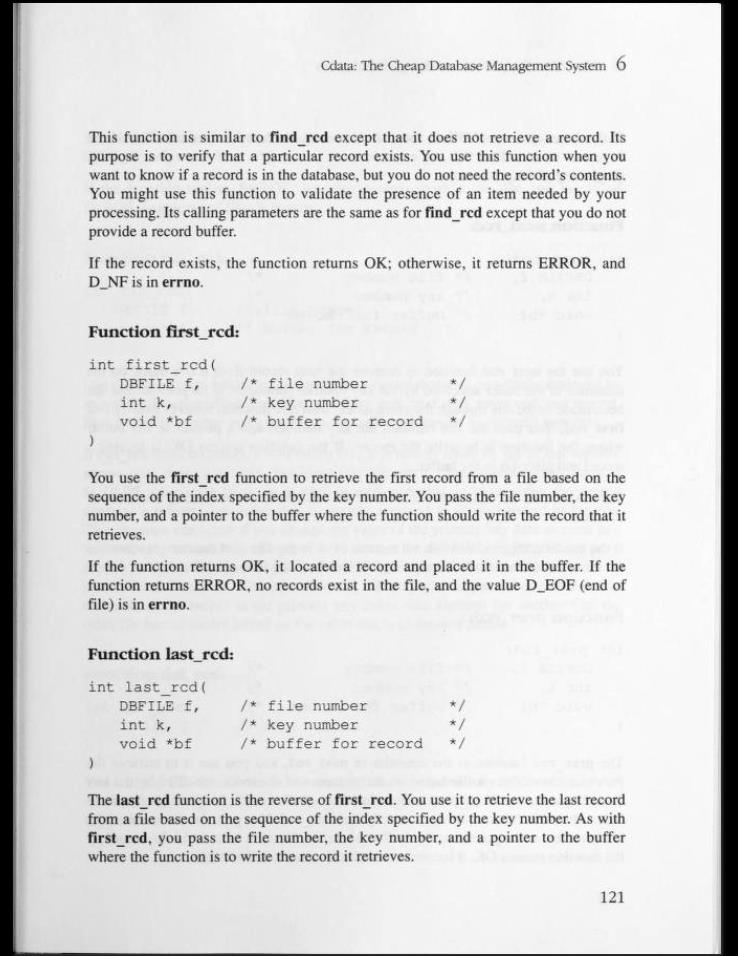 Cdata: The Cheap Database Management System 6
This function is similar to find_rcd except that it does not retrieve a record. Its
purpose is to verify that a particular record exists. You use this function when you
want to know if a record is in the database, but you do not need the record's contents.
You might use this function to validate the presence of an item needed by your
processing. Its calling parameters are the same as for find_rcd except that you do not
provide a record buffer.
If the record exists, the function returns OK; otherwise, it returns ERROR, and
D_NF is in errno.
Function first_rcd:
int first_rcd(
DBFILE f, /* file number */
int k, /* key number */
void *bf /* buffer for record */
)
You use the first_rcd function to retrieve the first record from a file based on the
sequence of the index specified by the key number. You pass the file number, the key
number, and a pointer to the buffer where the function should write the record that it
retrieves.
If the function returns OK, it located a record and placed it in the buffer. If the
function returns ERROR, no records exist in the file, and the value D_EOF (end of
file) is in errno.
Function last_rcd:
int last_rcd(
DBFILE f, /* file number */
int k, /* key number */
void *bf /* buffer for record */
)
The last_rcd function is the reverse of first_rcd. You use it to retrieve the last record
from a file based on the sequence of the index specified by the key number. As with
first_rcd, you pass the file number, the key number, and a pointer to the buffer
where the function is to write the record it retrieves.
121